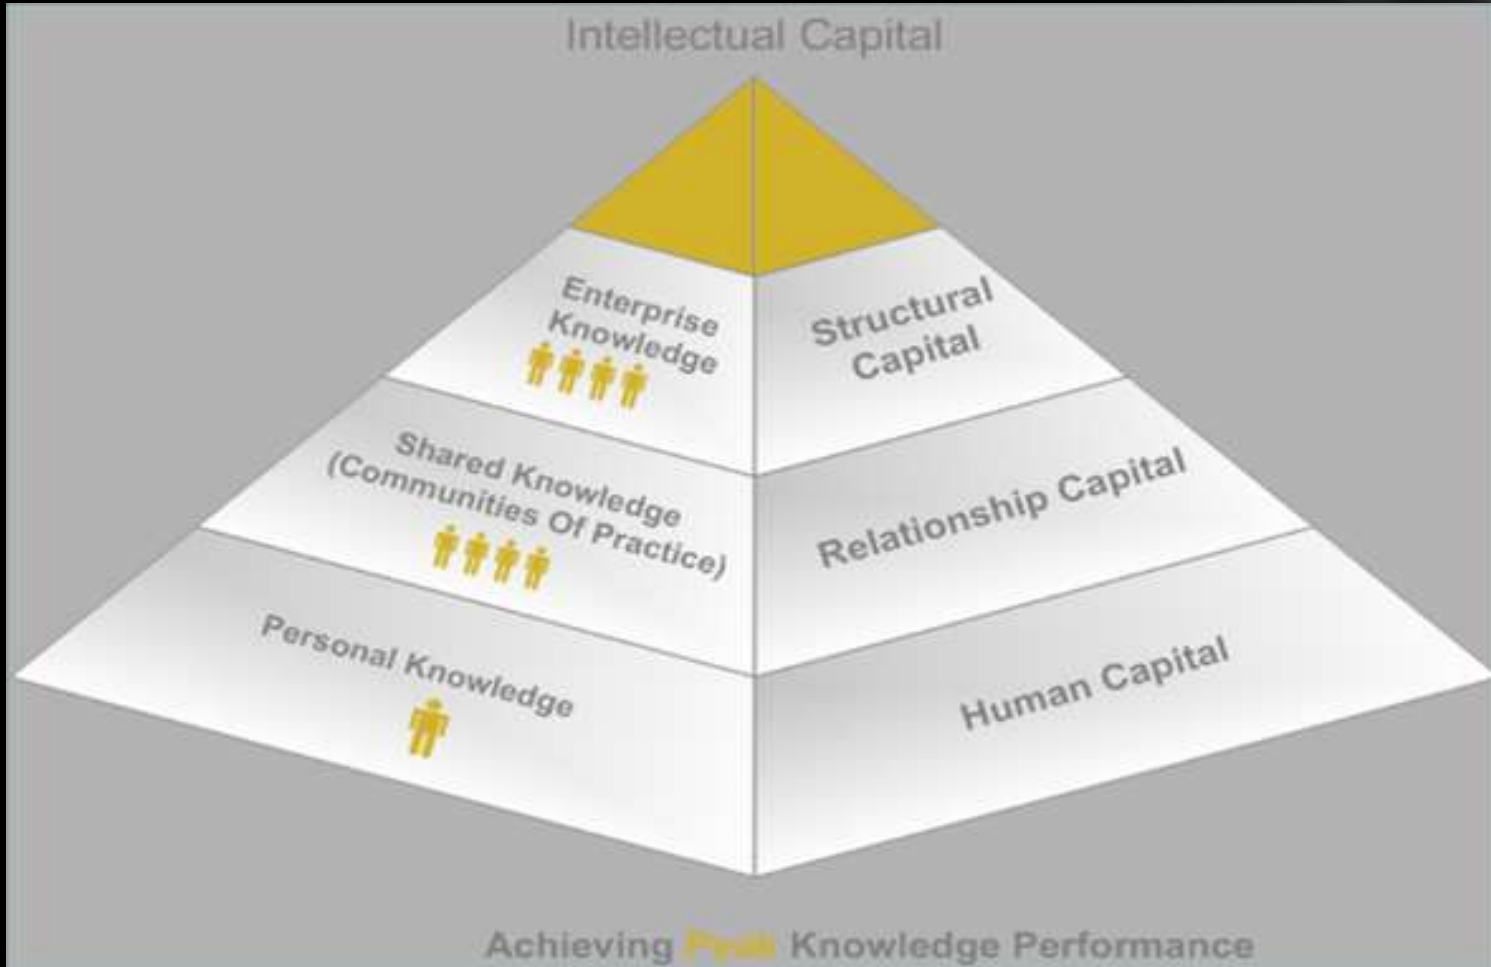 Intellectual Capital
Enterprise
Knowledge
Structural
Capital
Shared Knowledge
(Communities Of Practice)
Relationship Capital
Personal Knowledge
Human Capital
Achieving Peak Knowledge Performance